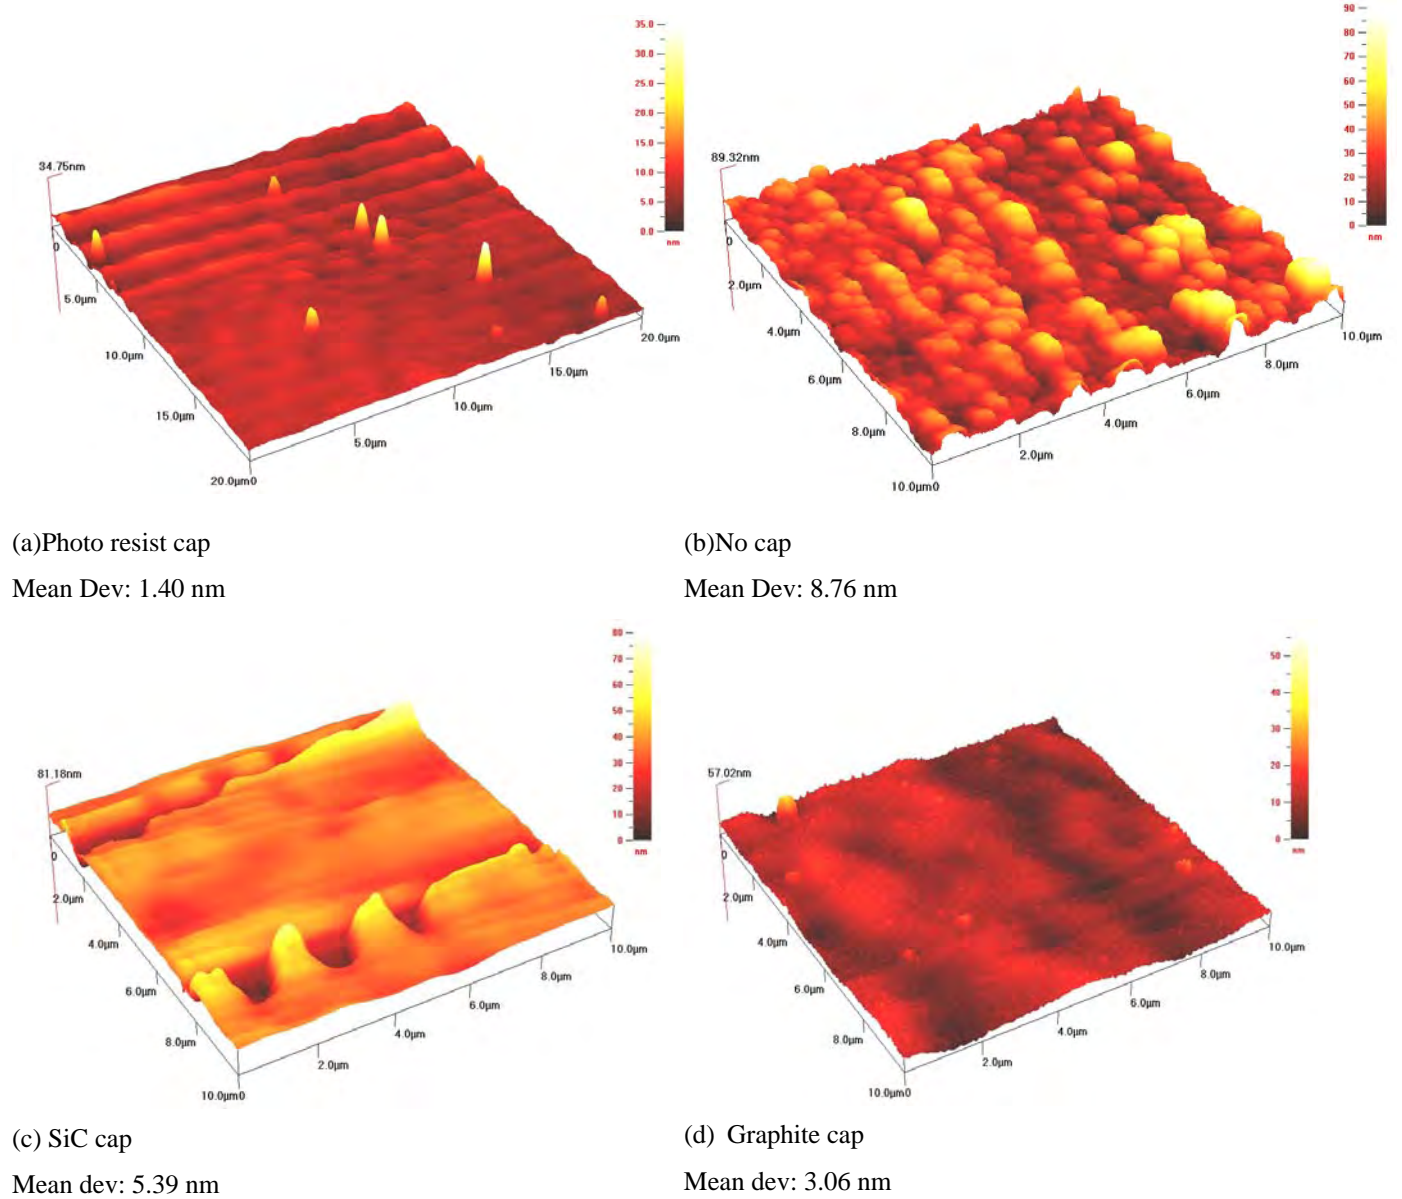 35.0
30.0
25.0
20.0
15.0
10.0
5.0
0.0
nm
34.75nm
0
5.0µm
10.0µm
15.0µm
20.0µm0
5.0µm
10.0µm
15.0µm
20.0µm
90
80
70
60
50
40
30
20
10
0
nm
89.32nm
0
2.0µm
4.0µm
6.0µm
8.0µm
10.0µm0
2.0µm
4.0µm
6.0µm
8.0µm
10.0µm
(a)Photo resist cap
Mean Dev: 1.40 nm
(b)No cap
Mean Dev: 8.76 nm
80
70
60
50
40
30
20
10
0
nm
81.18nm
0
2.0µm
4.0µm
6.0µm
8.0µm
10.0µm0
2.0µm
4.0µm
6.0µm
8.0µm
10.0µm
50
30
20
10
0
nm
57.02nm
0
2.0µm
4.0µm
6.0µm
8.0µm
10.0µm0
2.0µm
4.0µm
6.0µm
8.0µm
10.0µm
(c) SiC cap
Mean dev: 5.39 nm
(d) Graphite cap
Mean dev: 3.06 nm